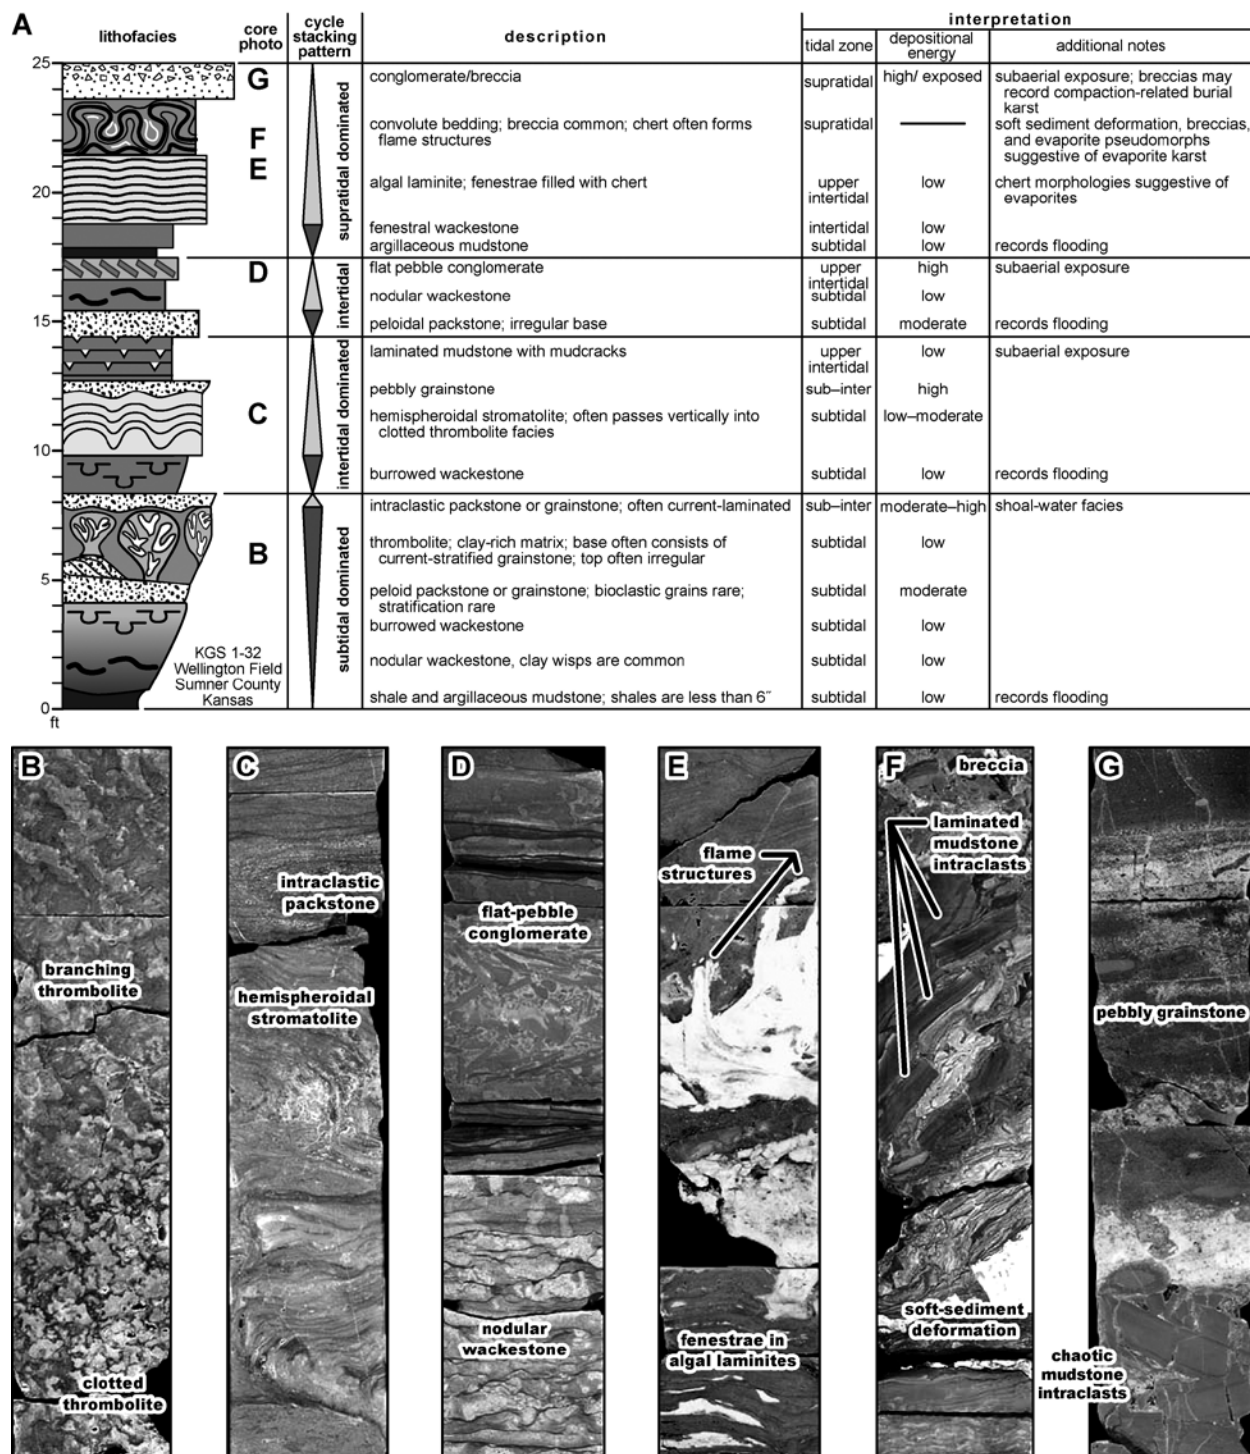 A
lithofacies
core
photo
cycle
stacking
pattern
description
interpretation
tidal zone
depositional
energy
additional notes
25
20
15
10
5
0
ft
G
F
E
D
C
B
supratidal dominated
intertidal
intertidal dominated
subtidal dominated
conglomerate/breccia
supratidal
high/ exposed
subaerial exposure; breccias may
record compaction-related burial
karst
convolute bedding; breccia common; chert often forms
flame structures
supratidal
soft sediment deformation, breccias,
and evaporite pseudomorphs
suggestive of evaporite karst
algal laminite; fenestrae filled with chert
upper
intertidal
low
chert morphologies suggestive of
evaporites
fenestral wackestone
intertidal
low
argillaceous mudstone
subtidal
low
records flooding
flat pebble conglomerate
upper
intertidal
high
subaerial exposure
nodular wackestone
subtidal
low
peloidal packstone; irregular base
subtidal
moderate
records flooding
laminated mudstone with mudcracks
upper
intertidal
low
subaerial exposure
pebbly grainstone
sub–inter
high
hemispheroidal stromatolite; often passes vertically into
clotted thrombolite facies
subtidal
low–moderate
burrowed wackestone
subtidal
low
records flooding
intraclastic packstone or grainstone; often current-laminated
sub–inter
moderate–high
shoal-water facies
thrombolite; clay-rich matrix; base often consists of
current-stratified grainstone; top often irregular
subtidal
low
peloid packstone or grainstone; bioclastic grains rare;
stratification rare
subtidal
moderate
burrowed wackestone
subtidal
low
nodular wackestone, clay wisps are common
subtidal
low
shale and argillaceous mudstone; shales are less than 6˝
subtidal
low
records flooding
KGS 1-32
Wellington Field
Sumner County
Kansas
B
branching
thrombolite
clotted
thrombolite
C
intraclastic
packstone
hemispheroidal
stromatolite
D
flat-pebble
conglomerate
nodular
wackestone
E
flame
structures
fenestrae in
algal laminites
F
breccia
laminated
mudstone
intraclasts
soft-sediment
deformation
G
pebbly grainstone
chaotic
mudstone
intraclasts